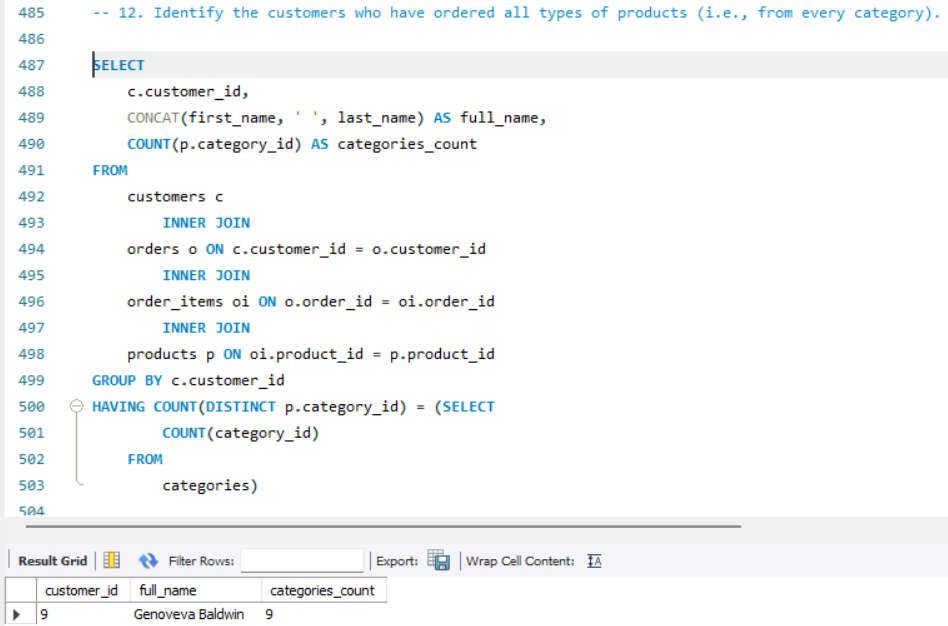 485 -- 12. Identify the customers who have ordered all types of products (i.e., from every category).
486
487 SELECT
488 c.customer_id,
489 CONCAT(first_name, ' ', last_name) AS full_name,
490 COUNT(p.category_id) AS categories_count
491 FROM
492 customers c
493 INNER JOIN
494 orders o ON c.customer_id = o.customer_id
495 INNER JOIN
496 order_items oi ON o.order_id = oi.order_id
497 INNER JOIN
498 products p ON oi.product_id = p.product_id
499 GROUP BY c.customer_id
500 HAVING COUNT(DISTINCT p.category_id) = (SELECT
501 COUNT(category_id)
502 FROM
503 categories)
504
Result Grid Filter Rows: Export: Wrap Cell Content: IA
customer_id full_name categories_count
9 Genoveva Baldwin 9